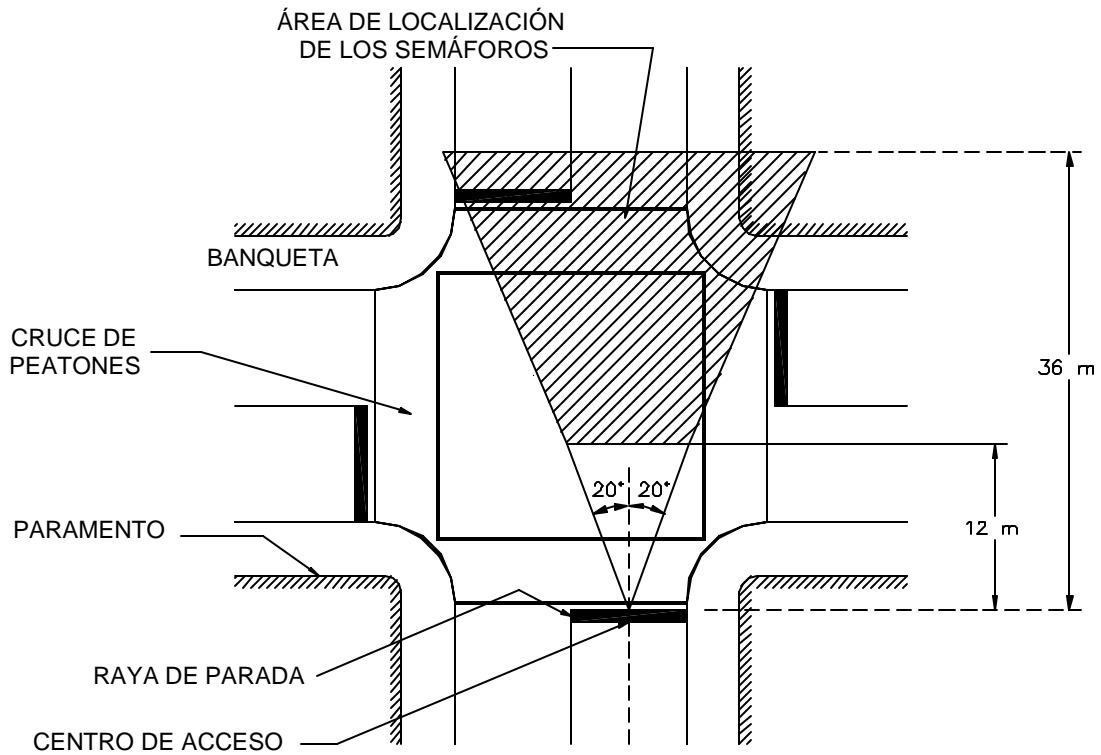 ÁREA DE LOCALIZACIÓN
DE LOS SEMÁFOROS
BANQUETA
CRUCE DE
PEATONES
36 m
20° 20°
12 m
PARAMENTO
RAYA DE PARADA
CENTRO DE ACCESO